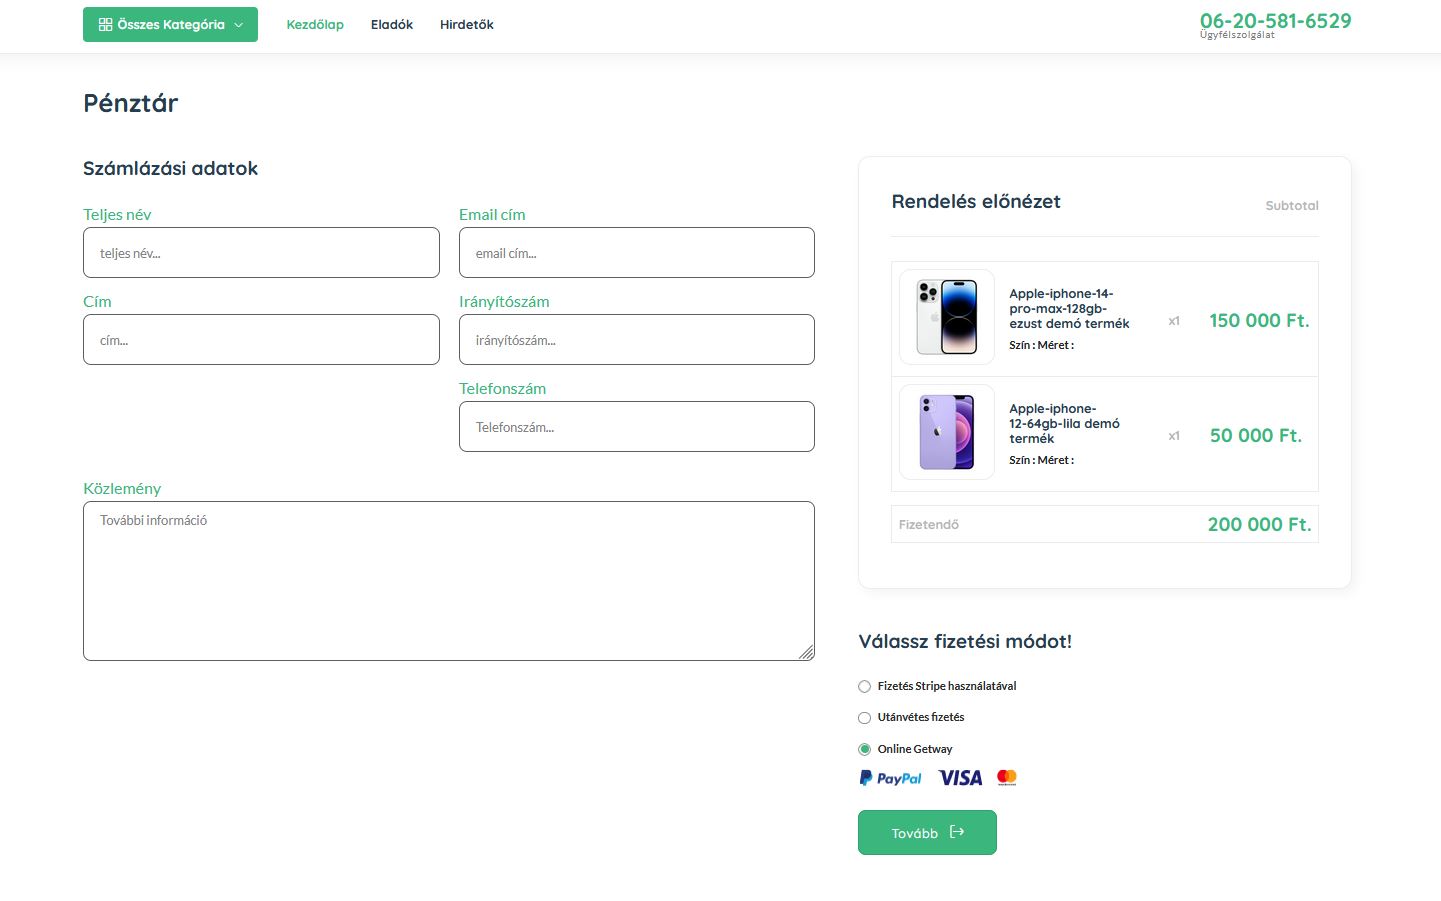 Összes Kategória
Kezdőlap
Eladók
Hirdetők
06-20-581-6529
Ügyfélszolgálat
Pénztár
Számlázási adatok
Teljes név
teljes név...
Email cím
email cím...
Cím
cím...
Irányítószám
irányítószám...
Telefonszám
Telefonszám...
Közlemény
További információ
Rendelés előnézet
Subtotal
Apple-iphone-14-
pro-max-128gb-
ezust demó termék
Szín : Méret :
x1
150 000 Ft.
Apple-iphone-
12-64gb-lila demó
termék
Szín : Méret :
x1
50 000 Ft.
Fizetendő
200 000 Ft.
Válassz fizetési módot!
Fizetés Stripe használatával
Utánvétes fizetés
Online Getway
PayPal
VISA
Tovább